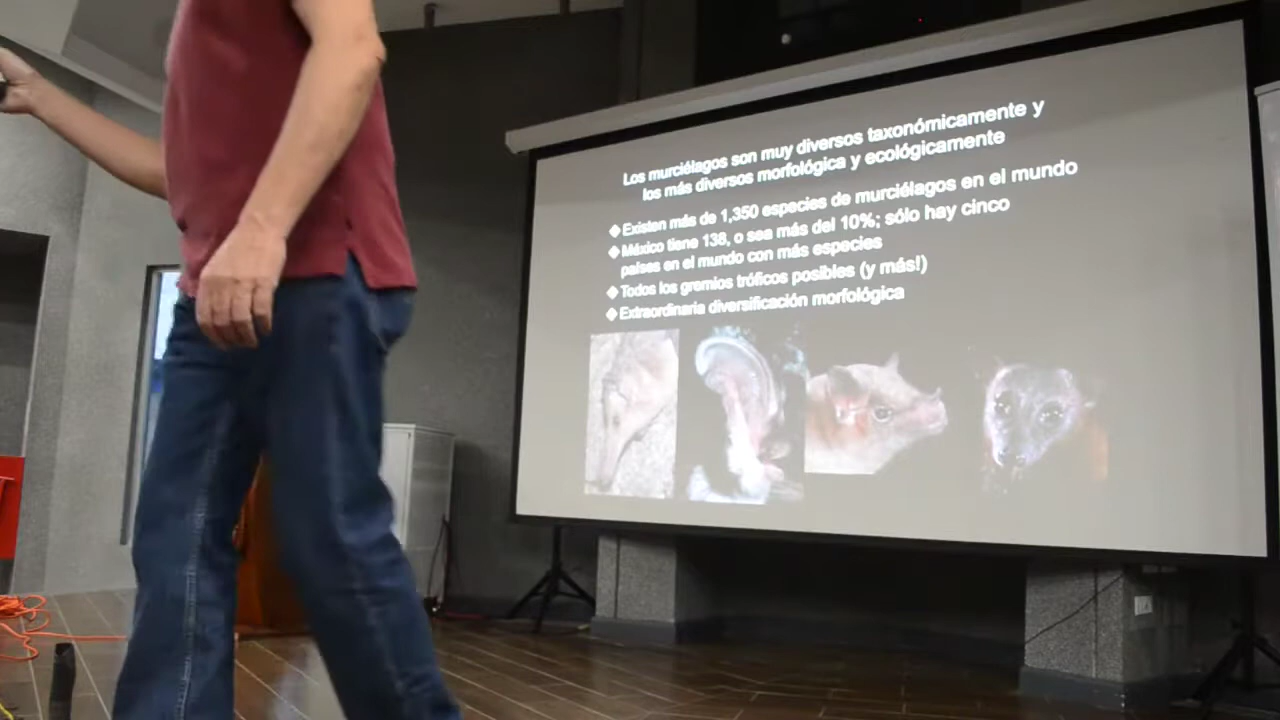 Los murciélagos son muy diversos taxonómicamente y
los más diversos morfológica y ecológicamente
Existen más de 1,350 especies de murciélagos en el mundo
México tiene 138, o sea más del 10%; sólo hay cinco
países en el mundo con más especies
Todos los gremios tróficos posibles (y más!)
Extraordinaria diversificación morfológica